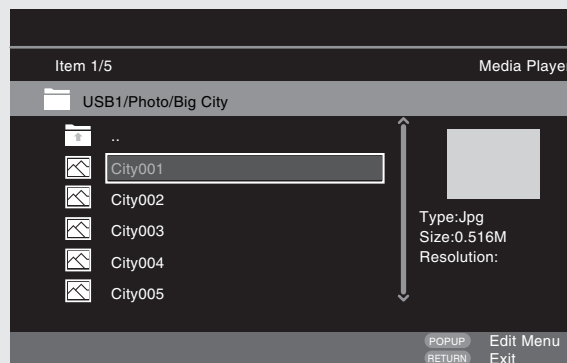 Item 1/5 Media Player
USB1/Photo/Big City
..
City001
City002
City003
City004
City005
Type:Jpg
Size:0.516M
Resolution:
POPUP Edit Menu
RETURN Exit